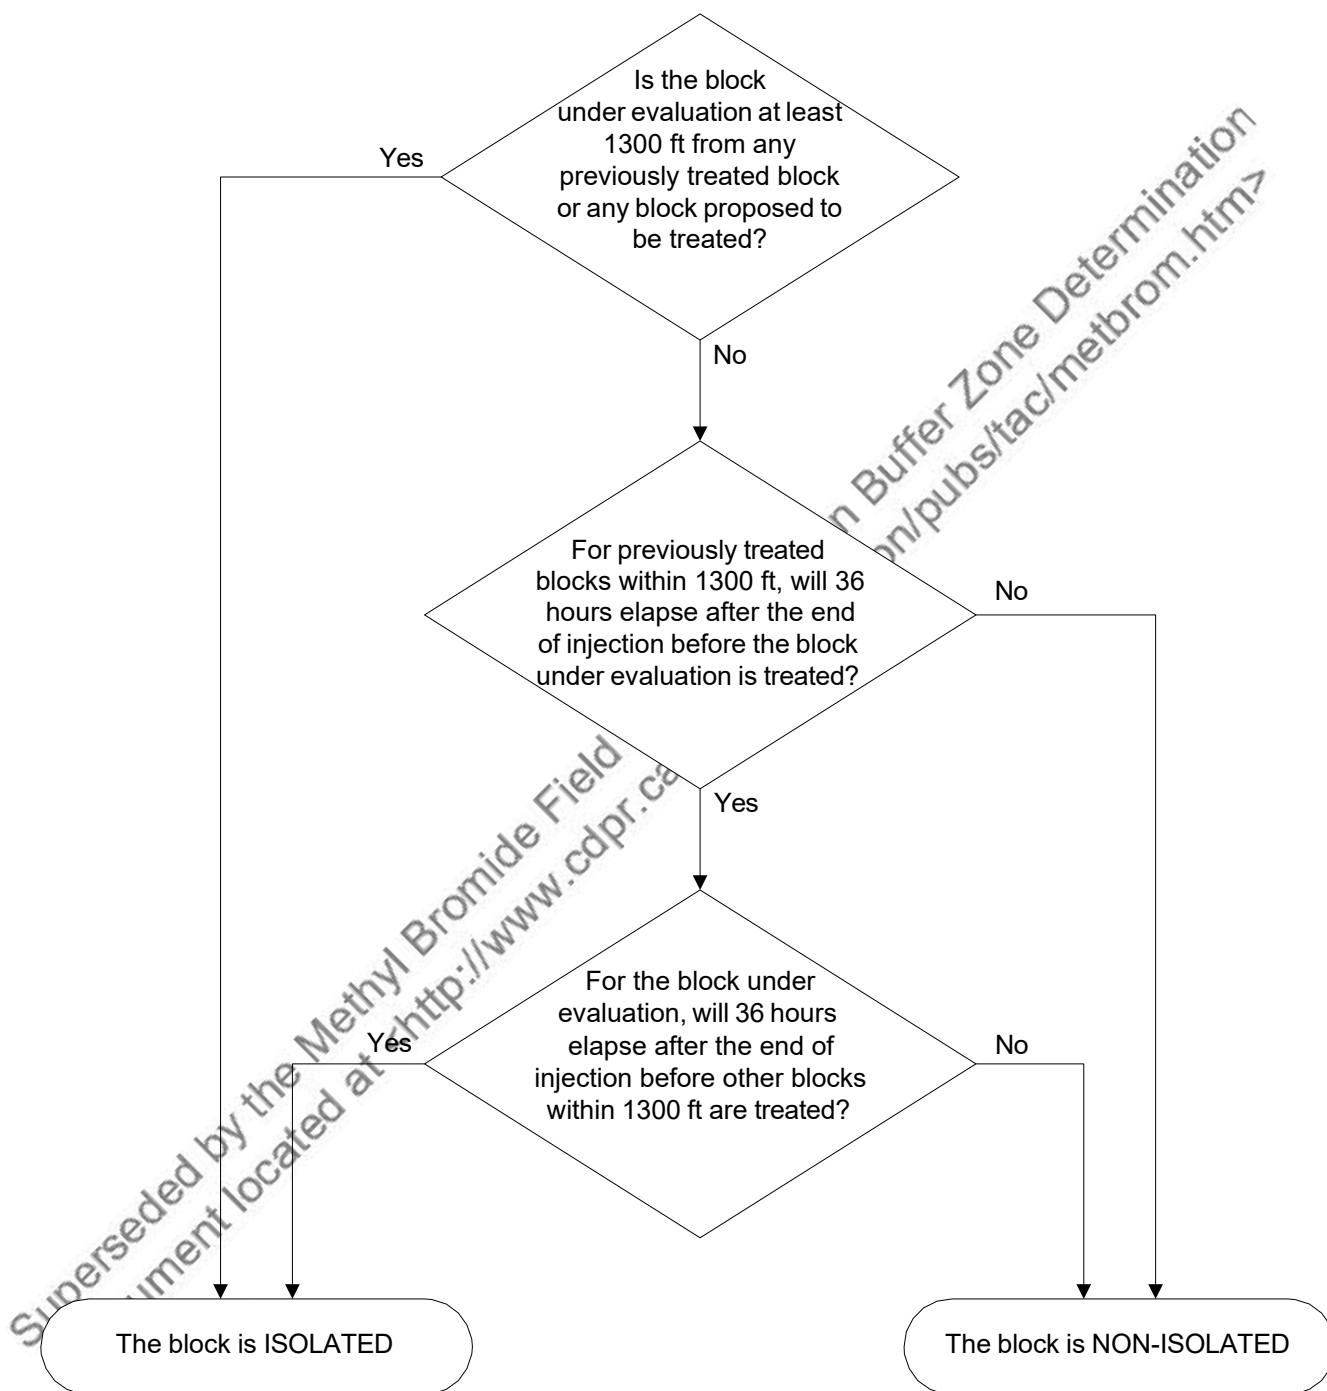 Is the block
under evaluation at least
1300 ft from any
previously treated block
or any block proposed to
be treated?
Yes
No
For previously treated
blocks within 1300 ft, will 36
hours elapse after the end
of injection before the block
under evaluation is treated?
No
Yes
For the block under
evaluation, will 36 hours
elapse after the end of
injection before other blocks
within 1300 ft are treated?
Yes
No
The block is ISOLATED
The block is NON-ISOLATED
Superseded by the Methyl Bromide Field n Buffer Zone Determination
ument located at <http://www.cdpr.ca on/pubs/tac/metbrom.htm>